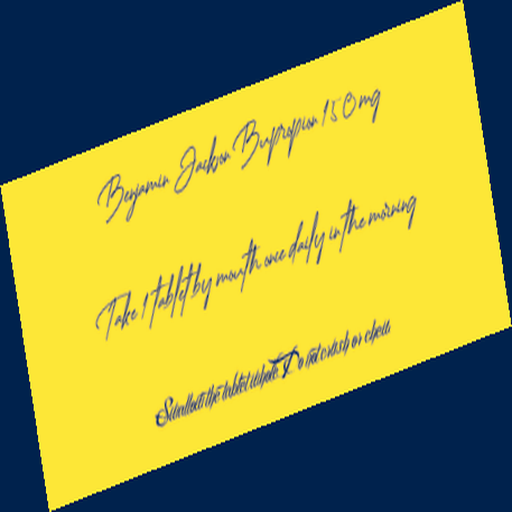 Benjamin Jackson Bupropion 150 mg
Take 1 tablet by mouth once daily in the morning
Swallow the tablet whole. Do not crush or chew